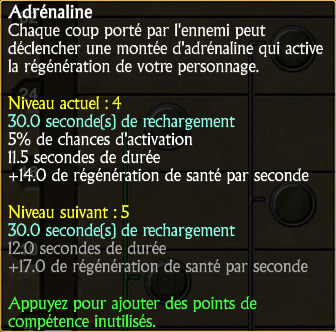 Adrénaline
Chaque coup porté par l'ennemi peut
déclencher une montée d'adrénaline qui active
la régénération de votre personnage.
Niveau actuel : 4
30.0 seconde(s) de rechargement
5% de chances d'activation
11.5 secondes de durée
+14.0 de régénération de santé par seconde
Niveau suivant : 5
30.0 seconde(s) de rechargement
12.0 secondes de durée
+17.0 de régénération de santé par seconde
Appuyez pour ajouter des points de
compétence inutilisés.